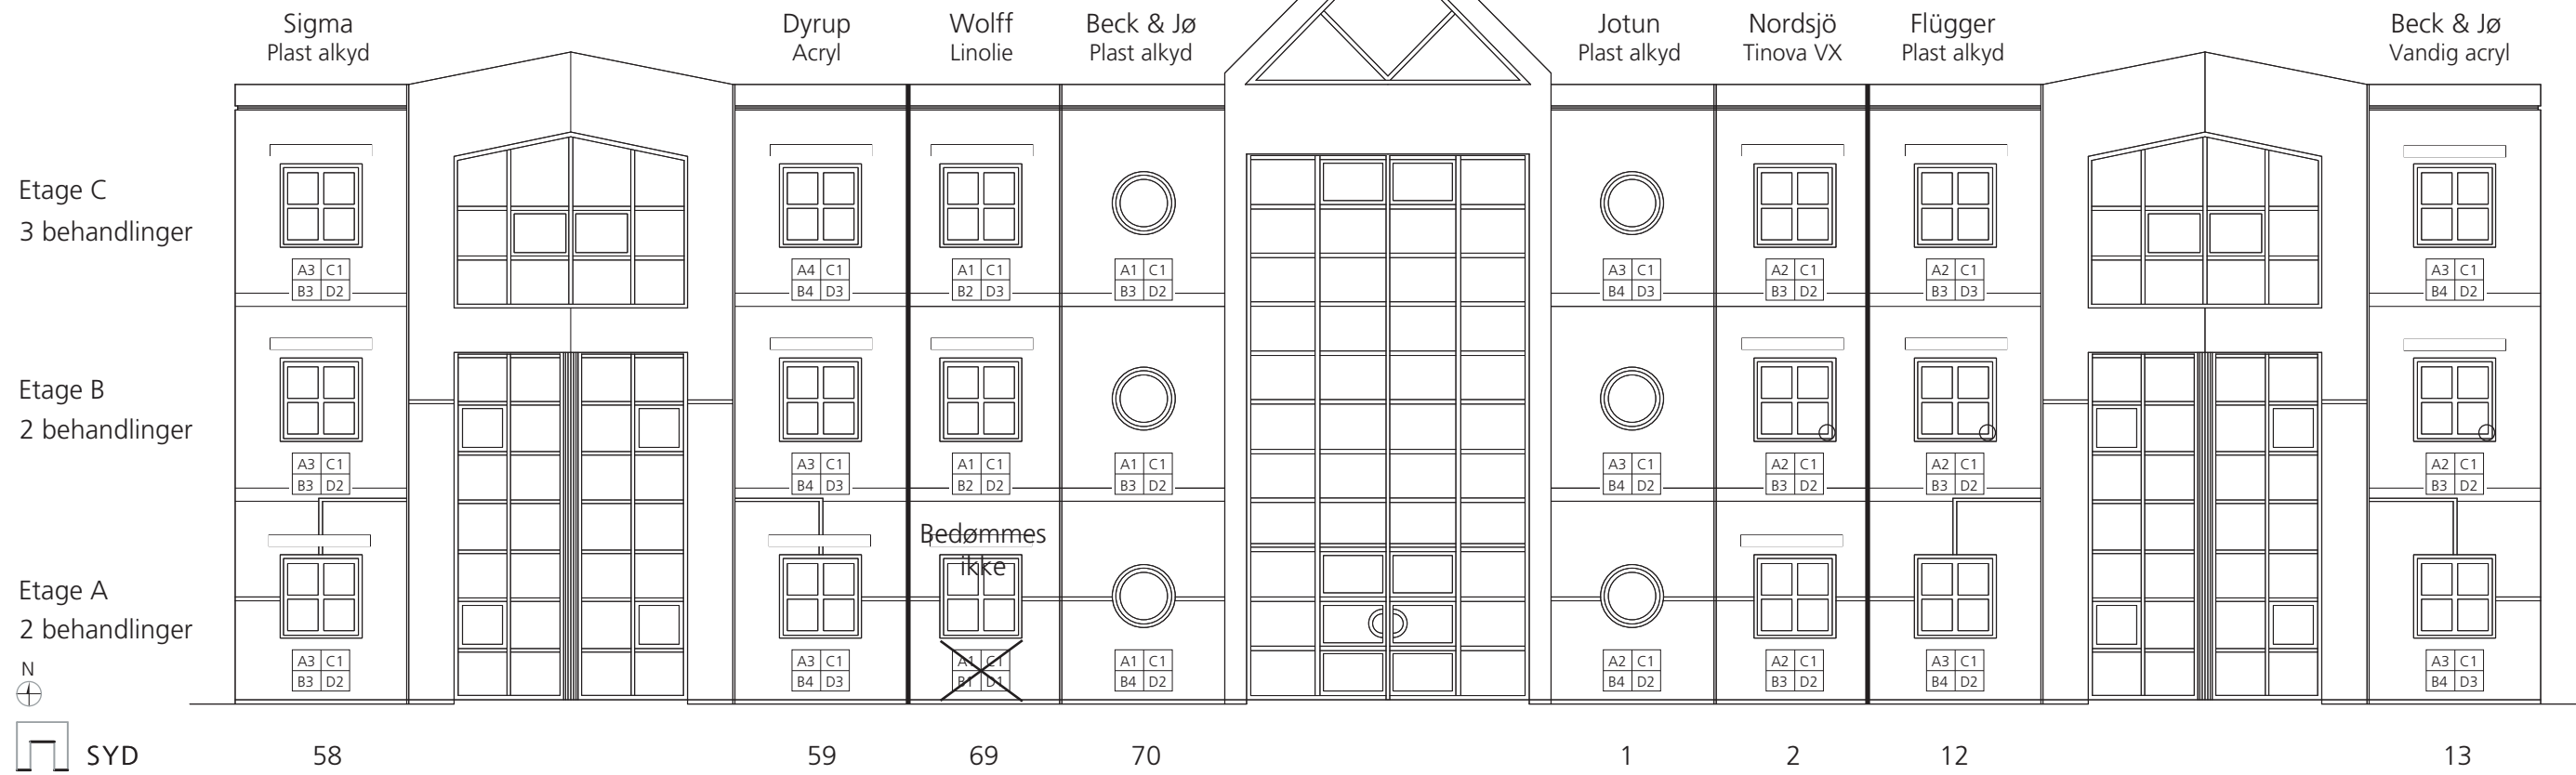 Sigma
Plast alkyd
Dyrup
Acryl
Wolff
Linolie
Beck & Jø
Plast alkyd
Jotun
Plast alkyd
Nordsjö
Tinova VX
Flügger
Plast alkyd
Beck & Jø
Vandig acryl
Etage C
3 behandlinger
A3 C1
B3 D2
A4 C1
B4 D3
A1 C1
B2 D3
A1 C1
B3 D2
A3 C1
B4 D3
A2 C1
B3 D2
A2 C1
B3 D3
A3 C1
B4 D2
Etage B
2 behandlinger
A3 C1
B3 D2
A3 C1
B4 D3
A1 C1
B2 D2
A1 C1
B3 D2
A3 C1
B4 D2
A2 C1
B3 D2
A2 C1
B3 D2
A2 C1
B3 D2
Etage A
2 behandlinger
A3 C1
B3 D2
A3 C1
B4 D3
Bedømmes
ikke
A1 C1
B1 D1
A1 C1
B4 D2
A2 C1
B4 D2
A2 C1
B3 D2
A3 C1
B4 D2
A3 C1
B4 D3
N
SYD
58
59
69
70
1
2
12
13